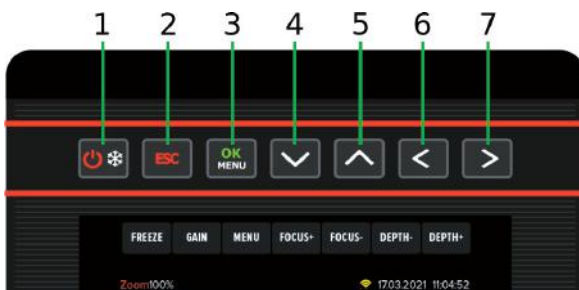 1 2 3 4 5 6 7
ESC OK
MENU
FREEZE GAIN MENU FOCUS+ FOCUS- DEPTH- DEPTH+
Zoom100% 17.03.2021 11:04:52